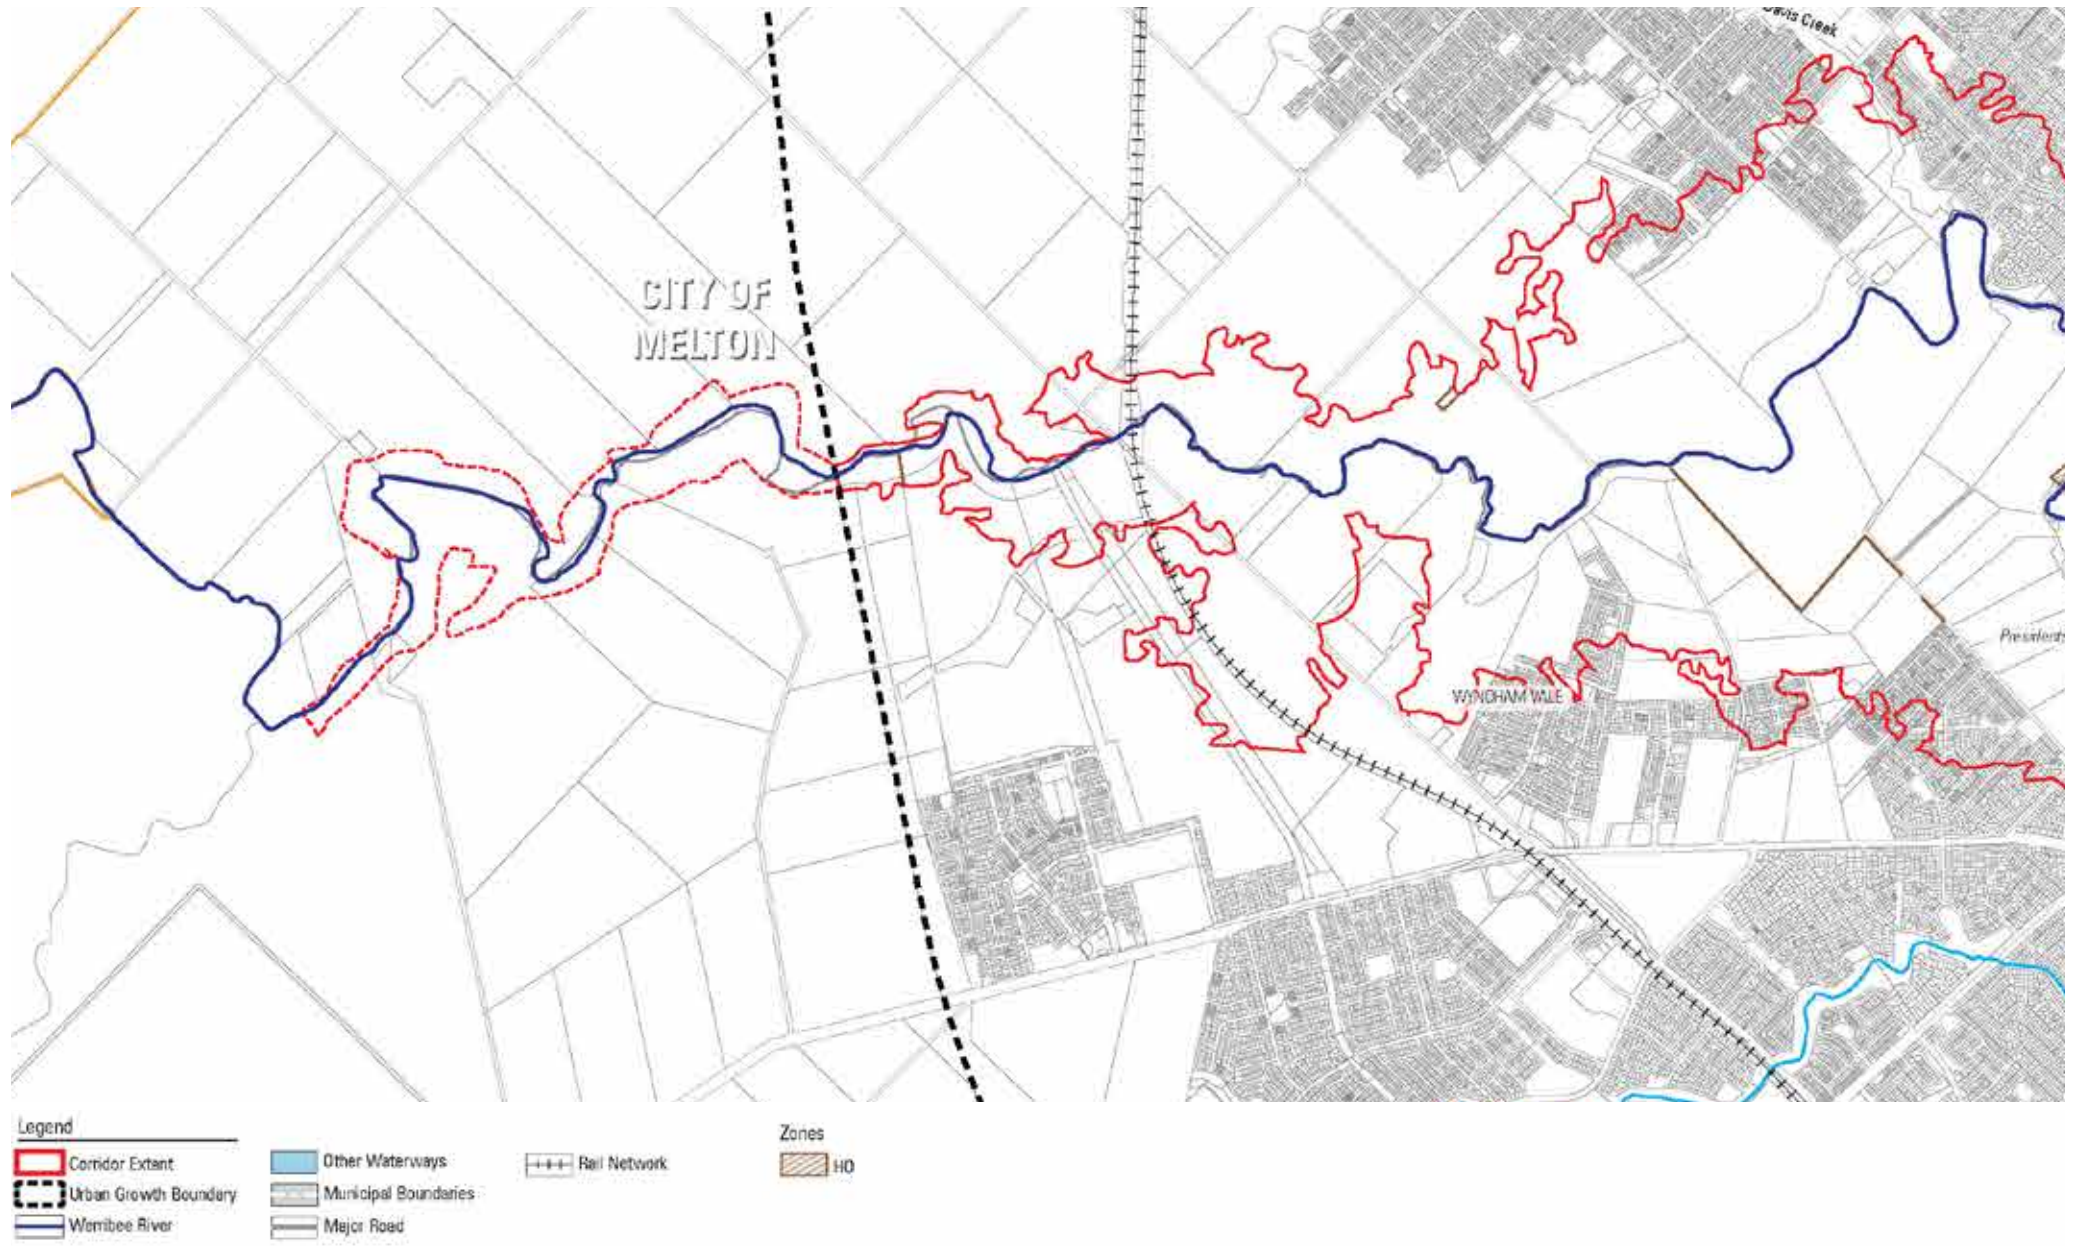 Davis Creek
CITY OF
MELTON
Presidents
WYNDHAM VALE
Legend
Corridor Extant
Urban Growth Boundary
Werribee River
Other Waterways
Municipal Boundaries
Major Road
Rail Network
Zones
HO